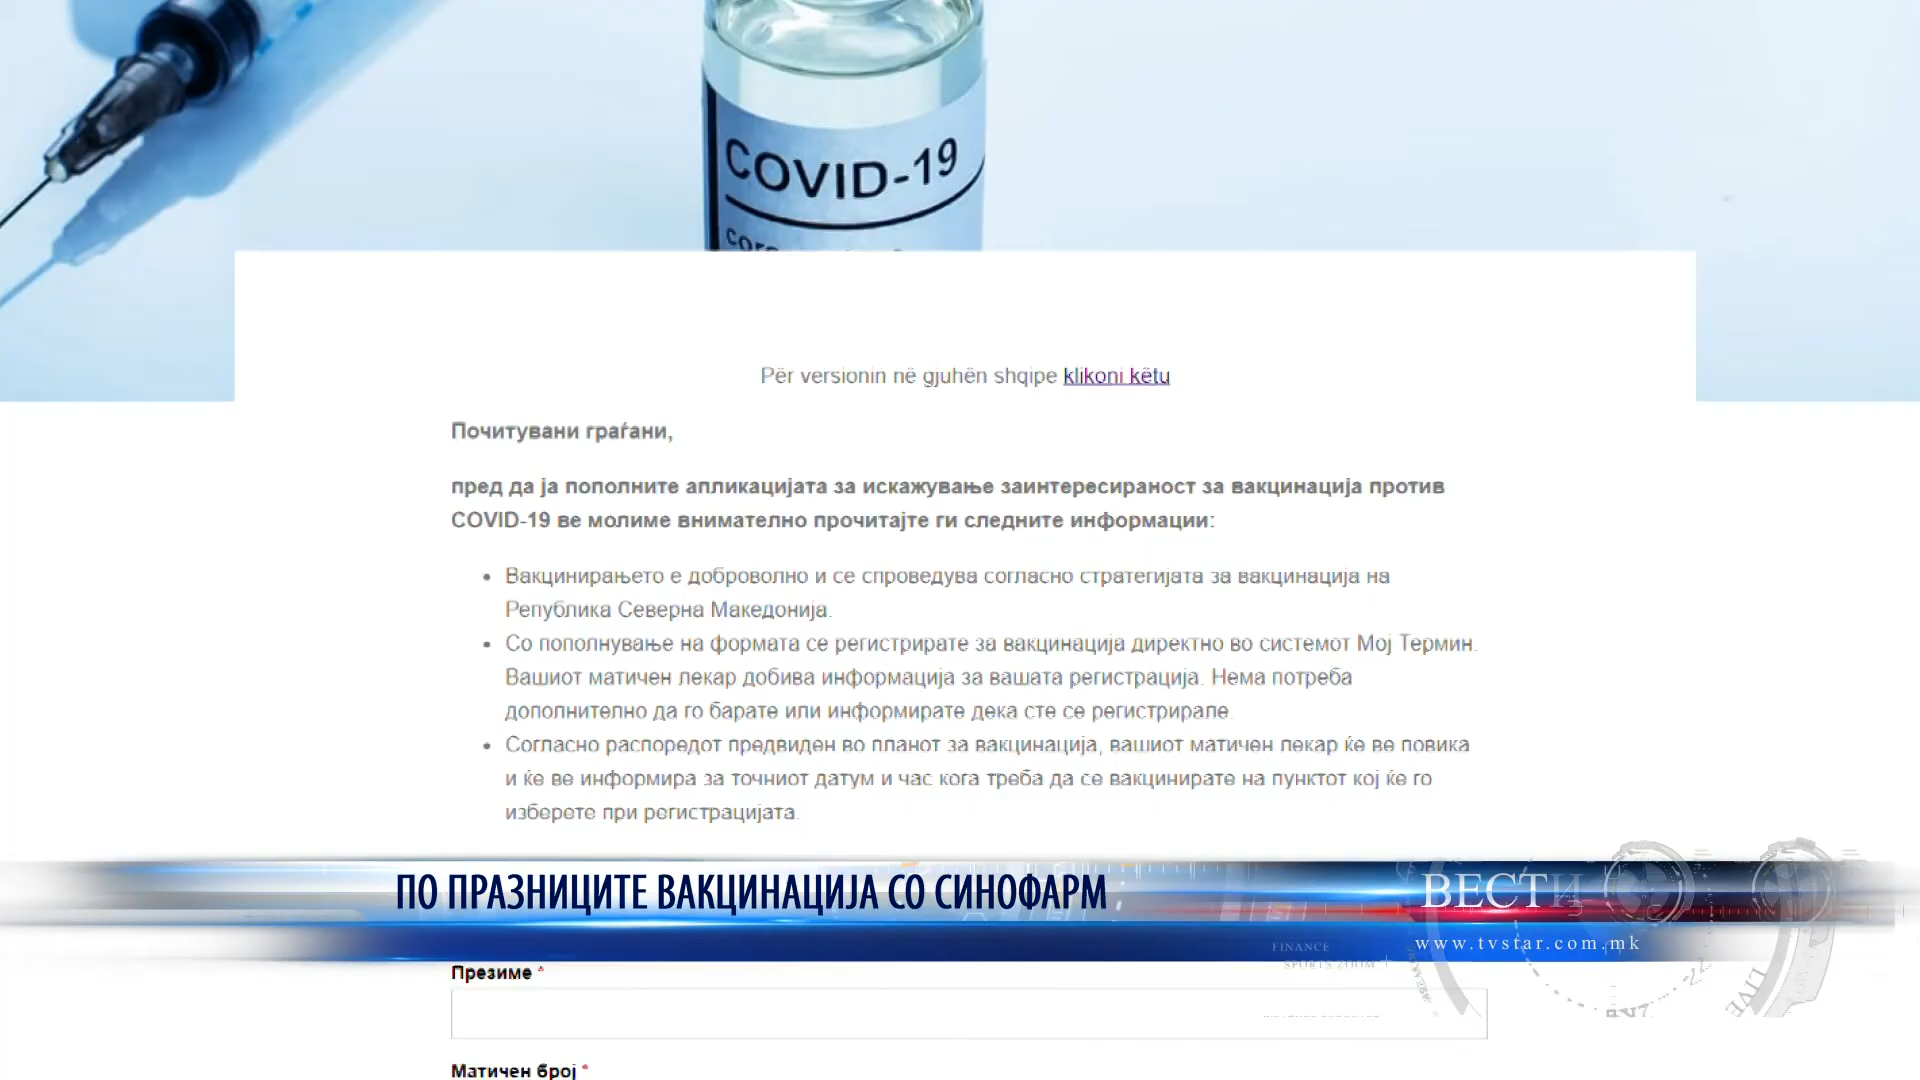 COVID-19
Për versionin në gjuhën shqipe klikoni këtu
Почитувани граѓани,
пред да ја пополните апликацијата за искажување заинтересираност за вакцинација против
COVID-19 ве молиме внимателно прочитајте ги следните информации:
• Вакцинирањето е доброволно и се спроведува согласно стратегијата за вакцинација на
Република Северна Македонија.
• Со пополнување на формата се регистрирате за вакцинација директно во системот Мој Термин.
Вашиот матичен лекар добива информација за вашата регистрација. Нема потреба
дополнително да го барате или информирате дека сте се регистрирале.
• Согласно распоредот предвиден во планот за вакцинација, вашиот матичен лекар ќе ве повика
и ќе ве информира за точниот датум и час кога треба да се вакцинирате на пунктот кој ќе го
изберете при регистрацијата.
ПО ПРАЗНИЦИТЕ ВАКЦИНАЦИЈА СО СИНОФАРМ
ВЕСТИ
www.tvstar.com.mk
FINANCE
SPORTS ZOOM
LIVE
Презиме *
Матичен број *